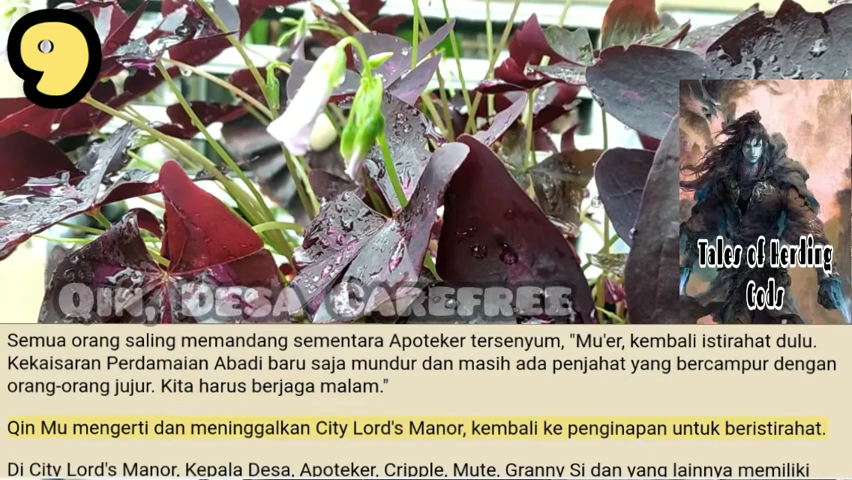 9
Tales of Herding
Gods
Qin, Desa, Carefree
Semua orang saling memandang sementara Apoteker tersenyum, "Mu'er, kembali istirahat dulu.
Kekaisaran Perdamaian Abadi baru saja mundur dan masih ada penjahat yang bercampur dengan
orang-orang jujur. Kita harus berjaga malam."
Qin Mu mengerti dan meninggalkan City Lord's Manor, kembali ke penginapan untuk beristirahat.
Di City Lord's Manor, Kepala Desa, Apoteker, Cripple, Mute, Granny Si dan yang lainnya memiliki